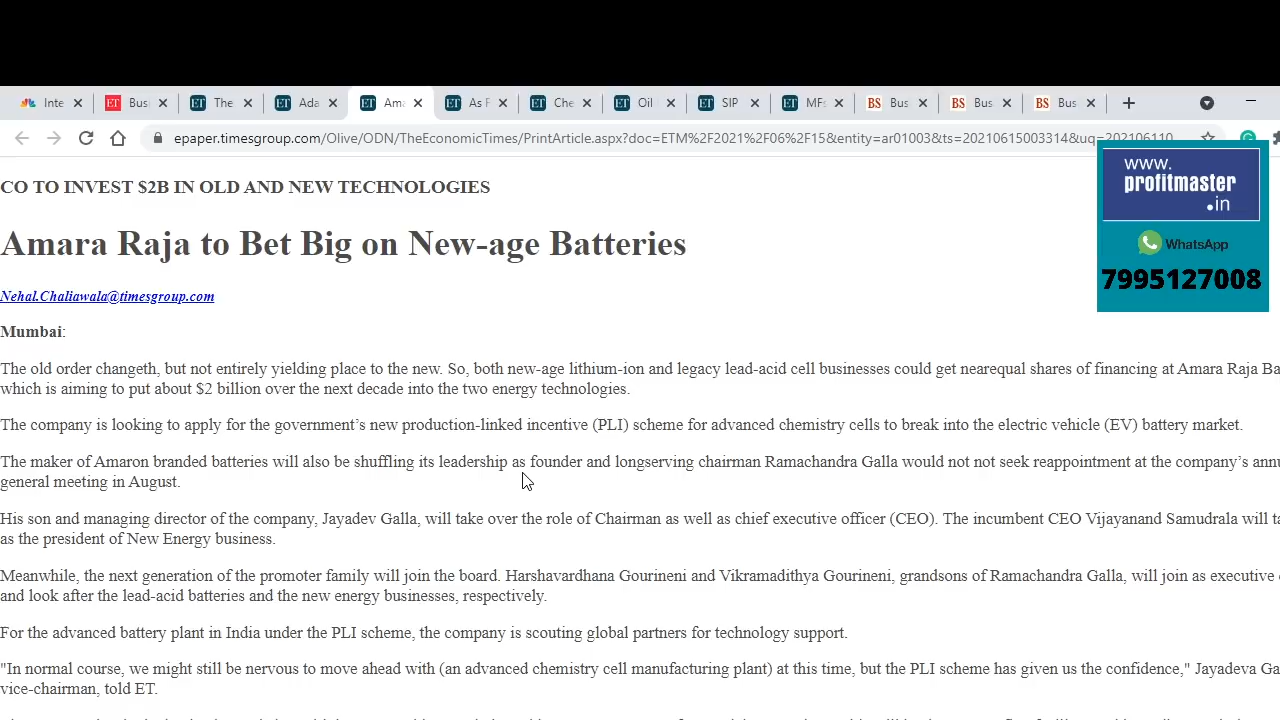 Inte
Busi
The
Ada
Ama
As F
Che
Oil
SIP
MFs
BS Bus
BS Bus
BS Bus
epaper.timesgroup.com/Olive/ODN/TheEconomicTimes/PrintArticle.aspx?doc=ETM%2F2021%2F06%2F15&entity=ar01003&ts=20210615003314&uq=202106110
www.
profitmaster
.in
WhatsApp
7995127008
CO TO INVEST $2B IN OLD AND NEW TECHNOLOGIES
Amara Raja to Bet Big on New-age Batteries
Nehal.Chaliawala@timesgroup.com
Mumbai:
The old order changeth, but not entirely yielding place to the new. So, both new-age lithium-ion and legacy lead-acid cell businesses could get nearequal shares of financing at Amara Raja Ba
which is aiming to put about $2 billion over the next decade into the two energy technologies.
The company is looking to apply for the government's new production-linked incentive (PLI) scheme for advanced chemistry cells to break into the electric vehicle (EV) battery market.
The maker of Amaron branded batteries will also be shuffling its leadership as founder and longserving chairman Ramachandra Galla would not not seek reappointment at the company's annu
general meeting in August.
His son and managing director of the company, Jayadev Galla, will take over the role of Chairman as well as chief executive officer (CEO). The incumbent CEO Vijayanand Samudrala will ta
as the president of New Energy business.
Meanwhile, the next generation of the promoter family will join the board. Harshavardhana Gourineni and Vikramadithya Gourineni, grandsons of Ramachandra Galla, will join as executive
and look after the lead-acid batteries and the new energy businesses, respectively.
For the advanced battery plant in India under the PLI scheme, the company is scouting global partners for technology support.
"In normal course, we might still be nervous to move ahead with (an advanced chemistry cell manufacturing plant) at this time, but the PLI scheme has given us the confidence," Jayadeva Ga
vice-chairman, told ET.